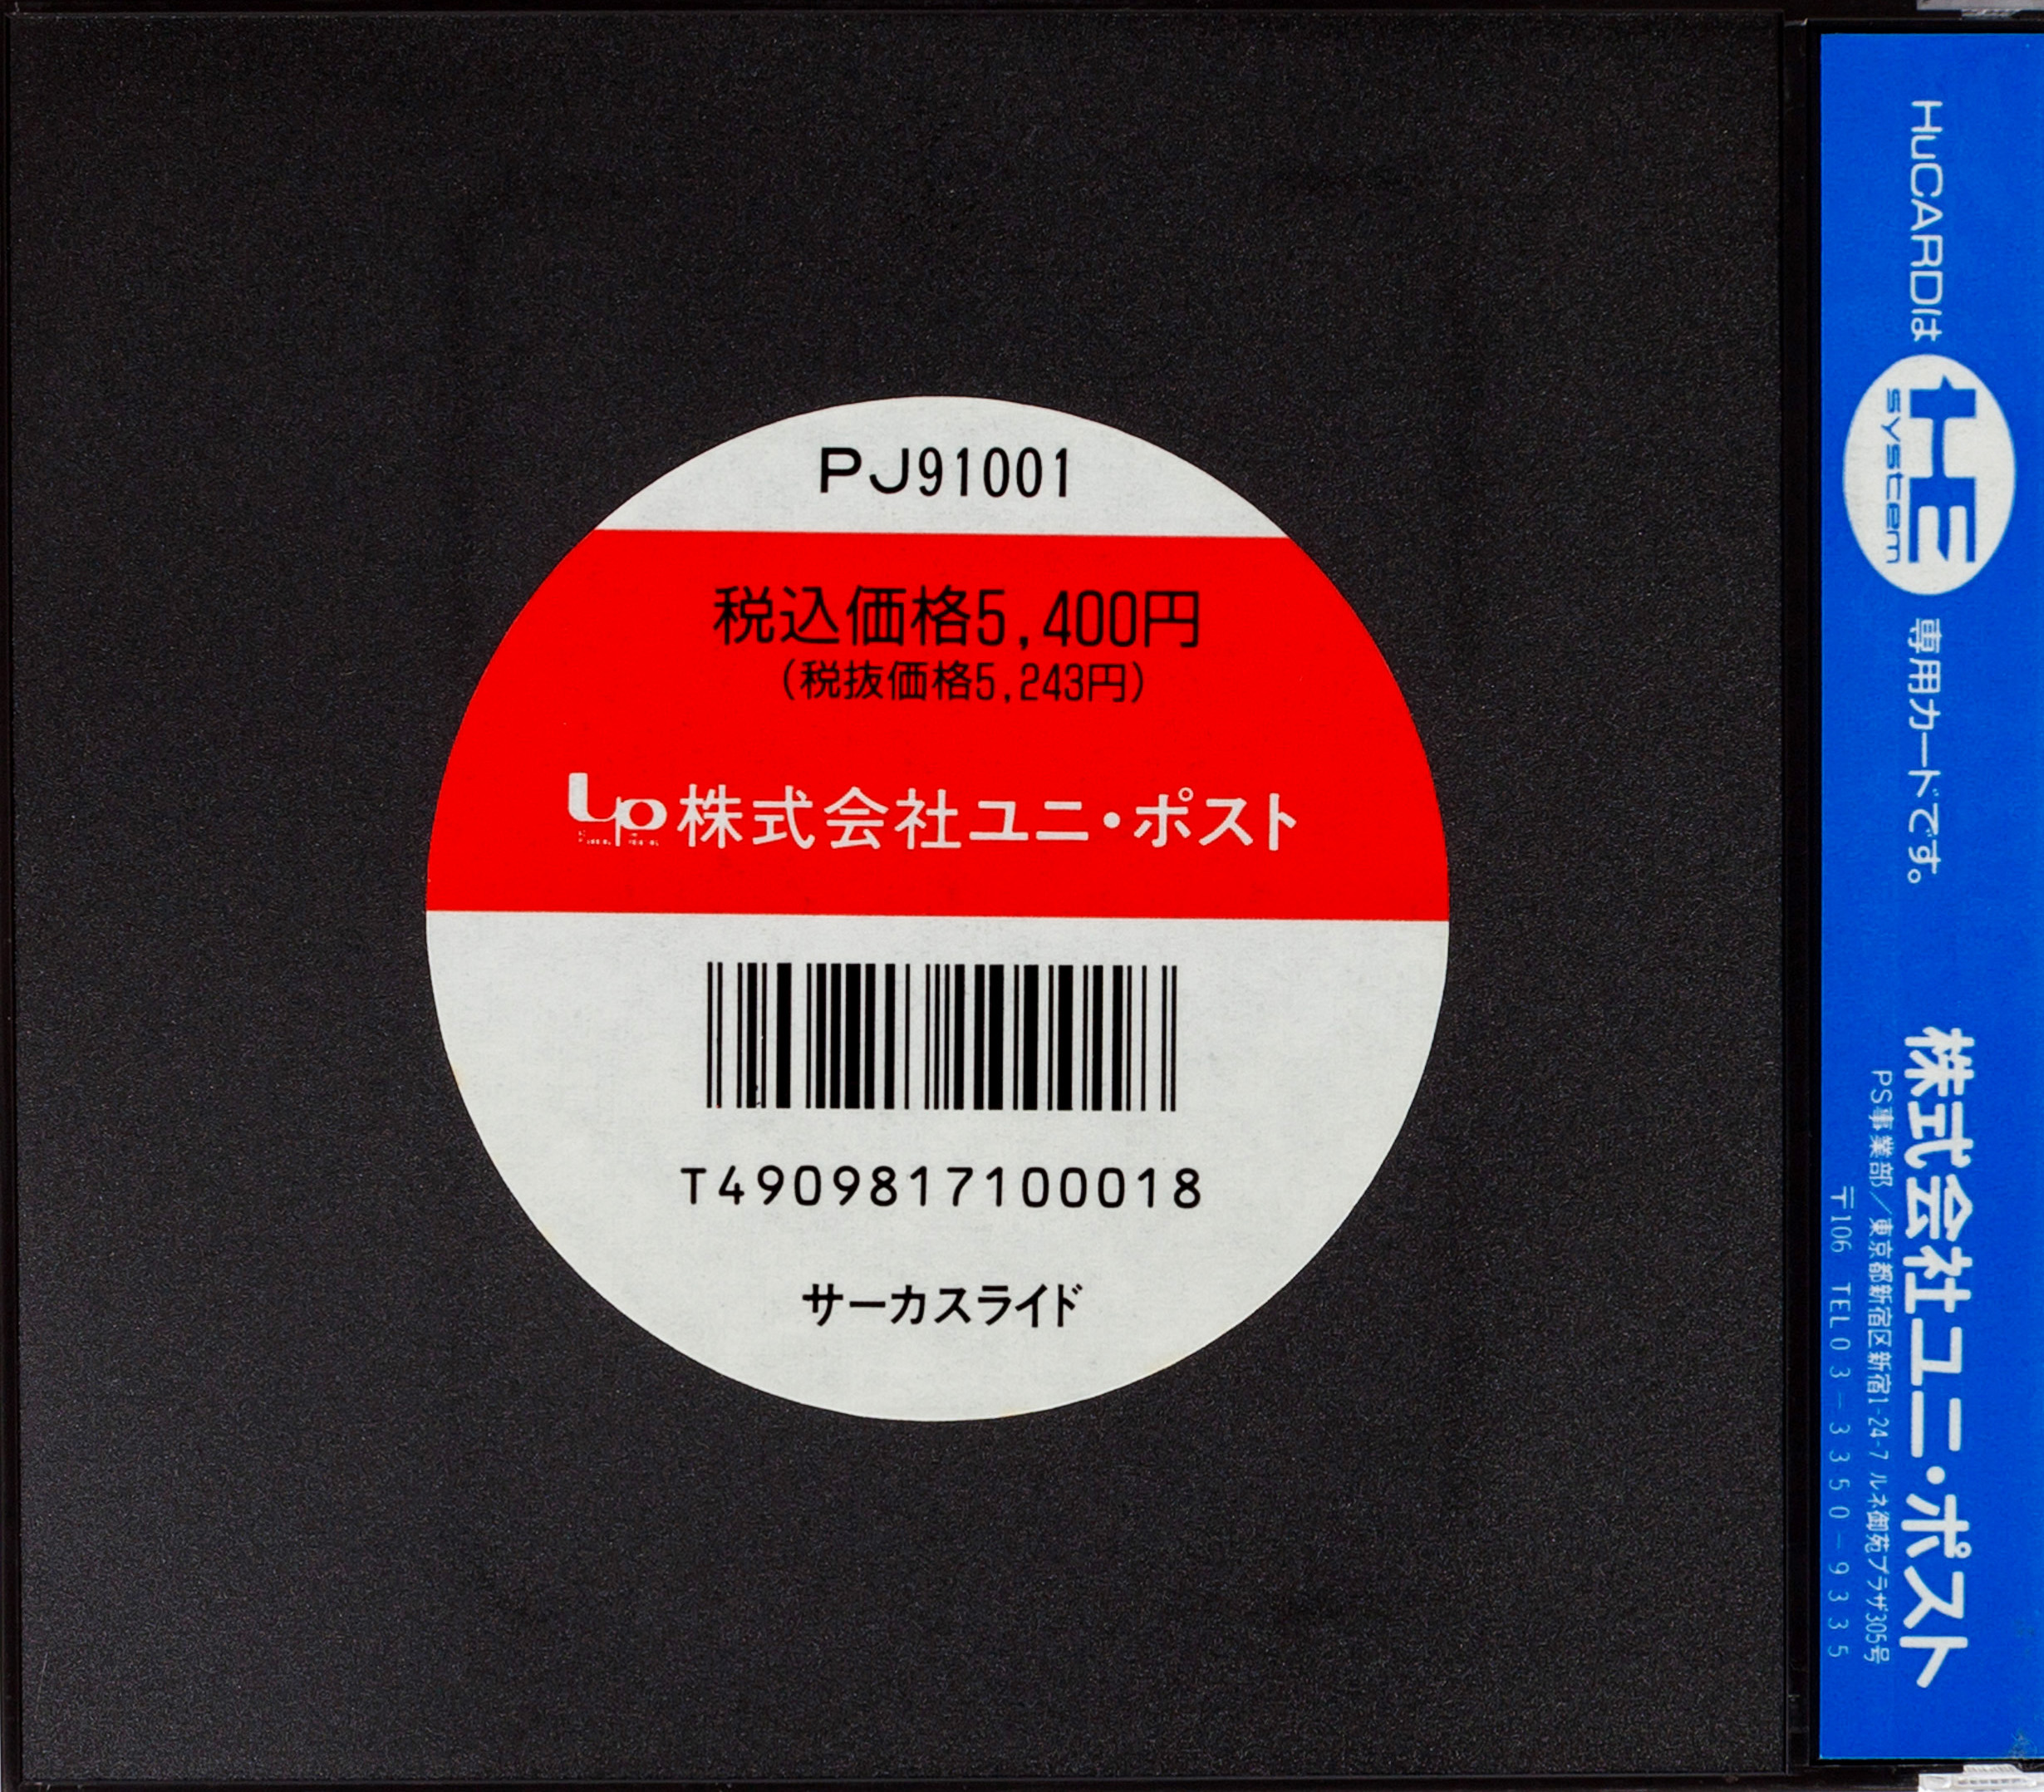 PJ91001
税込価格5,400円
(税抜価格5,243円)
Up 株式会社ユニ・ポスト
T4909817100018
サーカスライド
HuCARDは HE system 専用カードです。
株式会社ユニ・ポスト
PS事業部/東京都新宿区新宿1-24-7 ルネ御苑プラザ305号
〒106 TEL03-3350-9335